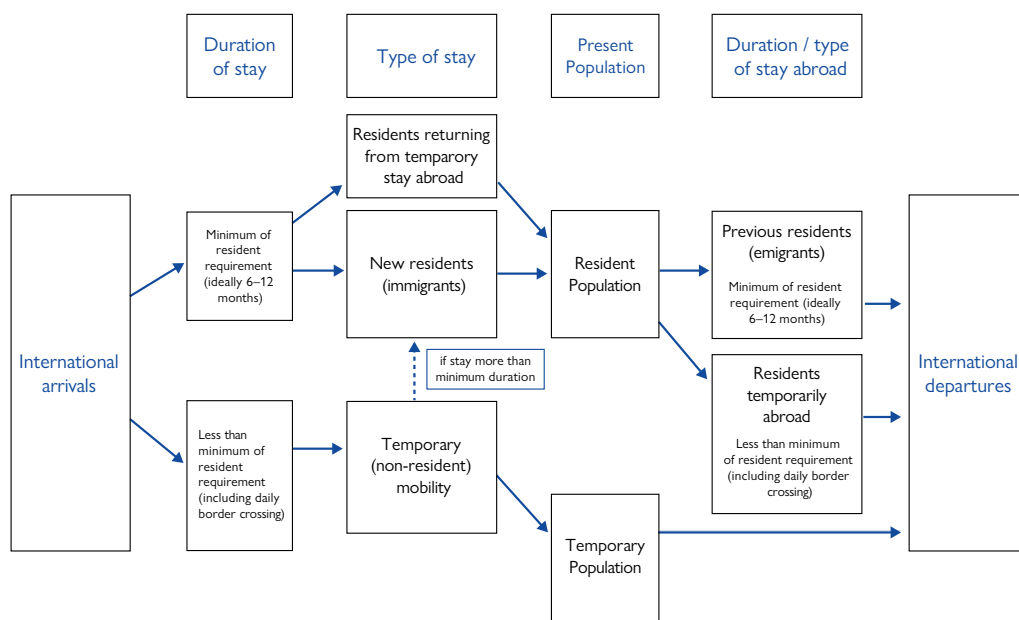 Duration
of stay
Type of stay
Present
Population
Duration / type
of stay abroad
International
arrivals
Minimum of
resident
requirement
(ideally 6–12
months)
Less than
minimum of
resident
requirement
(including daily
border crossing)
Residents returning
from temparory
stay abroad
New residents
(immigrants)
if stay more than
minimum duration
Temporary
(non-resident)
mobility
Resident
Population
Temporary
Population
Previous residents
(emigrants)
Minimum of resident
requirement (ideally
6–12 months)
Residents
temporarily
abroad
Less than minimum
of resident requirement
(including daily border
crossing)
International
departures